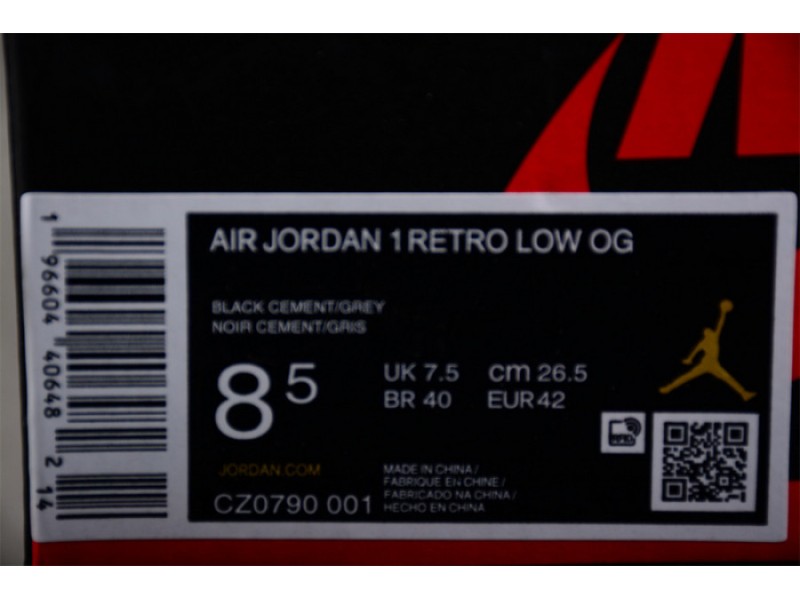 AIR JORDAN 1 RETRO LOW OG
BLACK CEMENT/GREY
NOIR CEMENT/GRIS
8 5
UK 7.5 cm 26.5
BR 40 EUR 42
JORDAN.COM
CZ0790 001
MADE IN CHINA /
FABRIQUE EN CHINE /
FABRICADO NA CHINA /
HECHO EN CHINA
1 96604 40648 2 14